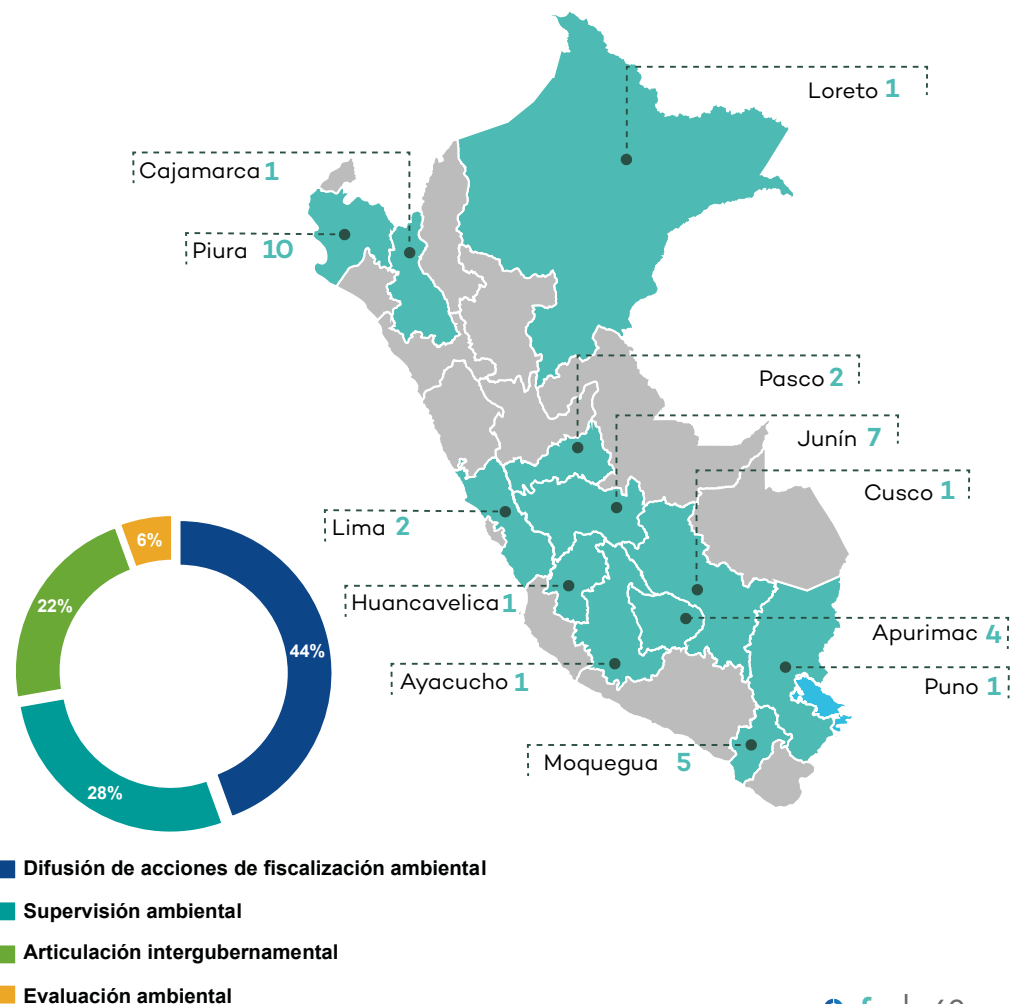 Loreto 1
Cajamarca 1
Piura 10
Pasco 2
Junín 7
Cusco 1
Lima 2
Huancavelica 1
Apurimac 4
Ayacucho 1
Puno 1
Moquegua 5
6%
22%
44%
28%
Difusión de acciones de fiscalización ambiental
Supervisión ambiental
Articulación intergubernamental
Evaluación ambiental